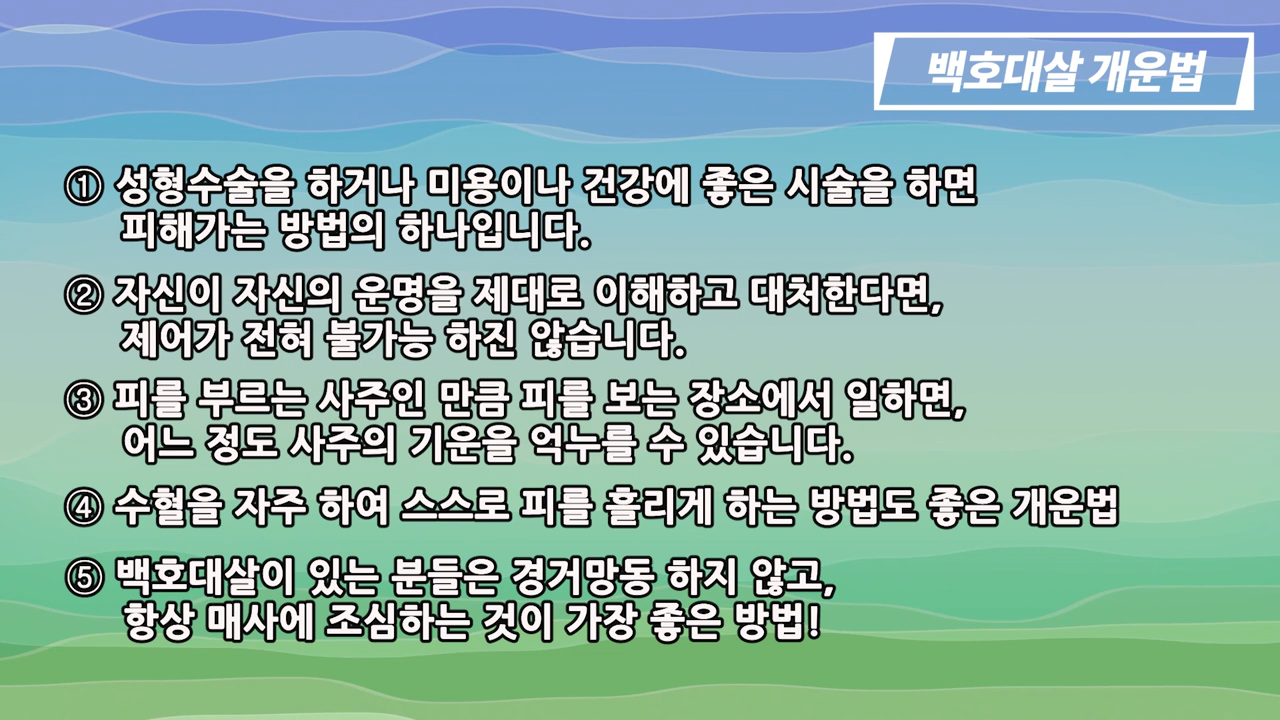 백호대살 개운법
① 성형수술을 하거나 미용이나 건강에 좋은 시술을 하면
피해가는 방법의 하나입니다.
② 자신이 자신의 운명을 제대로 이해하고 대처한다면,
제어가 전혀 불가능 하진 않습니다.
③ 피를 부르는 사주인 만큼 피를 보는 장소에서 일하면,
어느 정도 사주의 기운을 억누를 수 있습니다.
④ 수혈을 자주 하여 스스로 피를 흘리게 하는 방법도 좋은 개운법
⑤ 백호대살이 있는 분들은 경거망동 하지 않고,
항상 매사에 조심하는 것이 가장 좋은 방법!